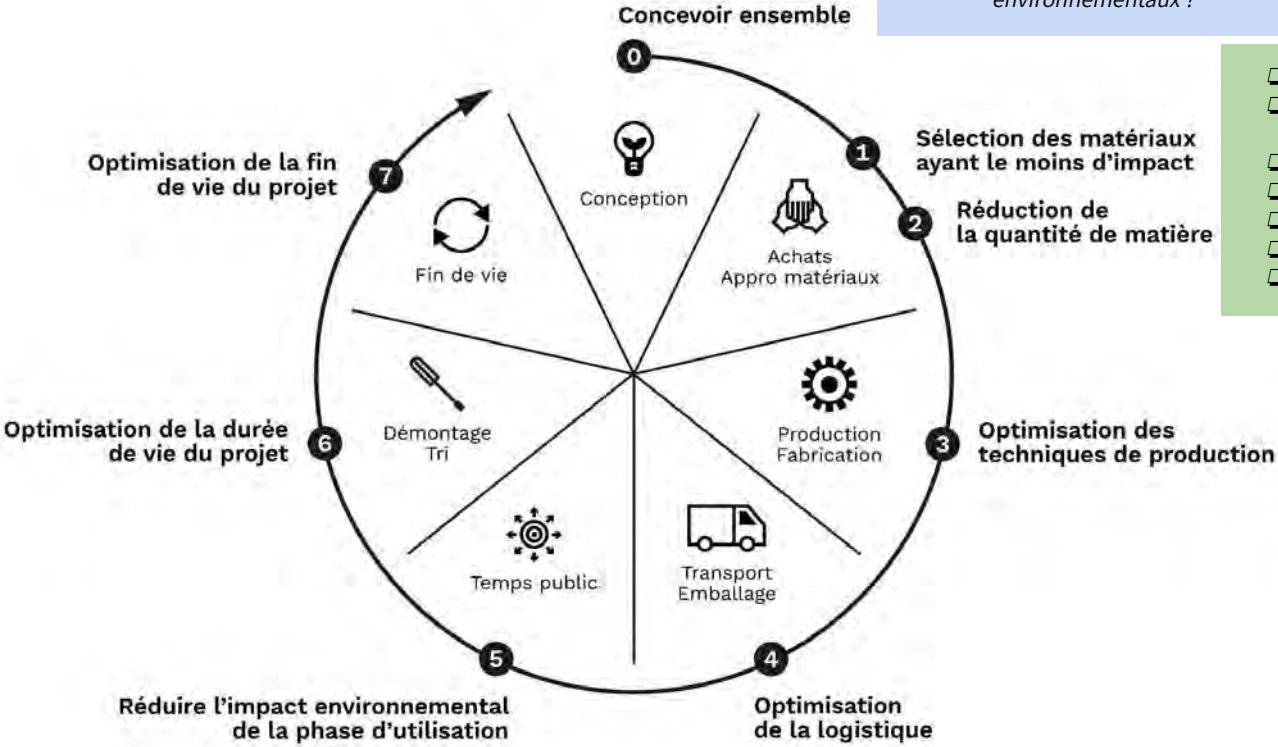 environnementaux ?
Concevoir ensemble
0
Conception
1
Sélection des matériaux
ayant le moins d'impact
2
Réduction de
la quantité de matière
Achats
Appro matériaux
3
Optimisation des
techniques de production
Production
Fabrication
4
Optimisation
de la logistique
Transport
Emballage
5
Réduire l'impact environnemental
de la phase d'utilisation
Temps public
6
Optimisation de la durée
de vie du projet
Démontage
Tri
7
Optimisation de la fin
de vie du projet
Fin de vie